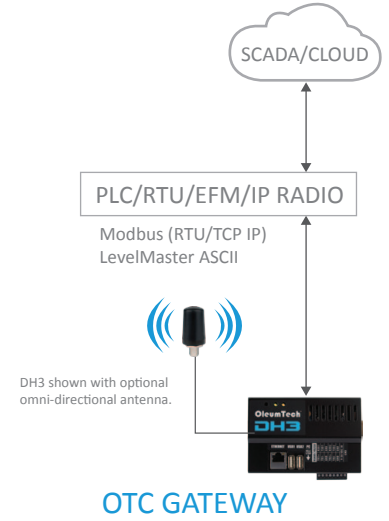 SCADA/CLOUD
PLC/RTU/EFM/IP RADIO
Modbus (RTU/TCP IP)
LevelMaster ASCII
DH3 shown with optional
omni-directional antenna.
OleumTech
DH3
ETHERNET
OTC GATEWAY